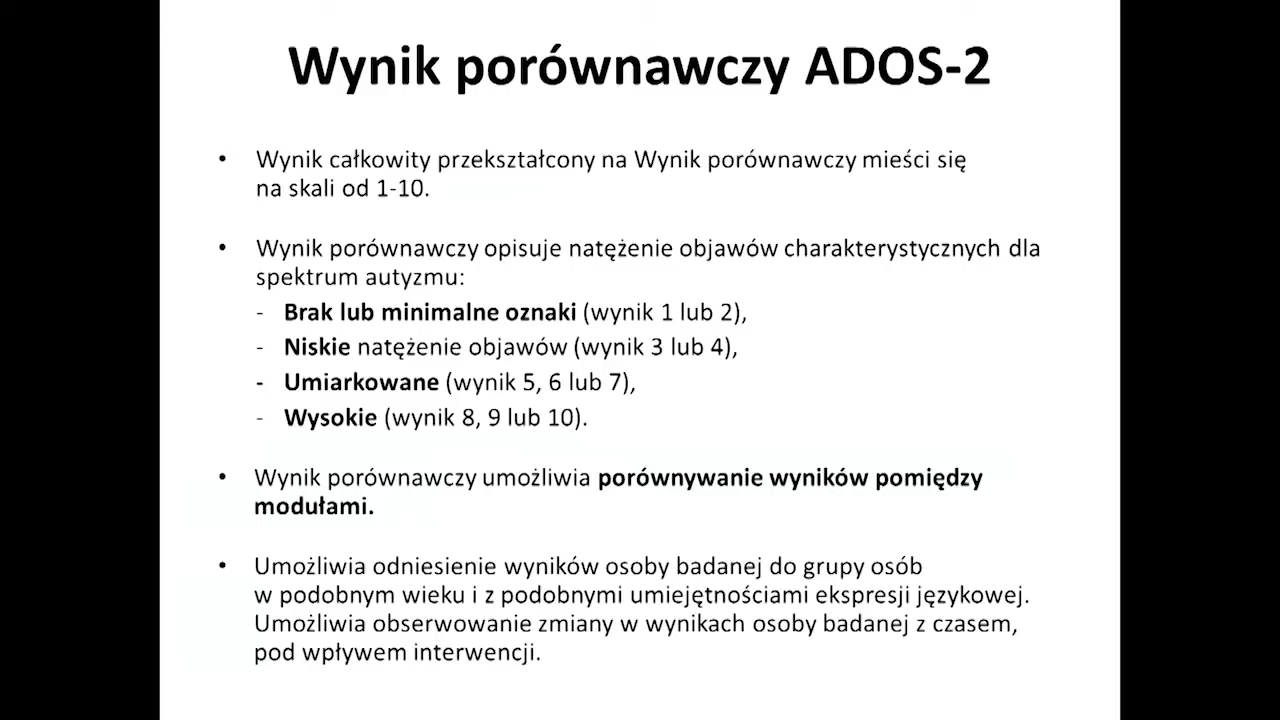 Wynik porównawczy ADOS-2
• Wynik całkowity przekształcony na Wynik porównawczy mieści się
na skali od 1-10.
• Wynik porównawczy opisuje natężenie objawów charakterystycznych dla
spektrum autyzmu:
- Brak lub minimalne oznaki (wynik 1 lub 2),
- Niskie natężenie objawów (wynik 3 lub 4),
- Umiarkowane (wynik 5, 6 lub 7),
- Wysokie (wynik 8, 9 lub 10).
• Wynik porównawczy umożliwia porównywanie wyników pomiędzy
modułami.
• Umożliwia odniesienie wyników osoby badanej do grupy osób
w podobnym wieku i z podobnymi umiejętnościami ekspresji językowej.
Umożliwia obserwowanie zmiany w wynikach osoby badanej z czasem,
pod wpływem interwencji.